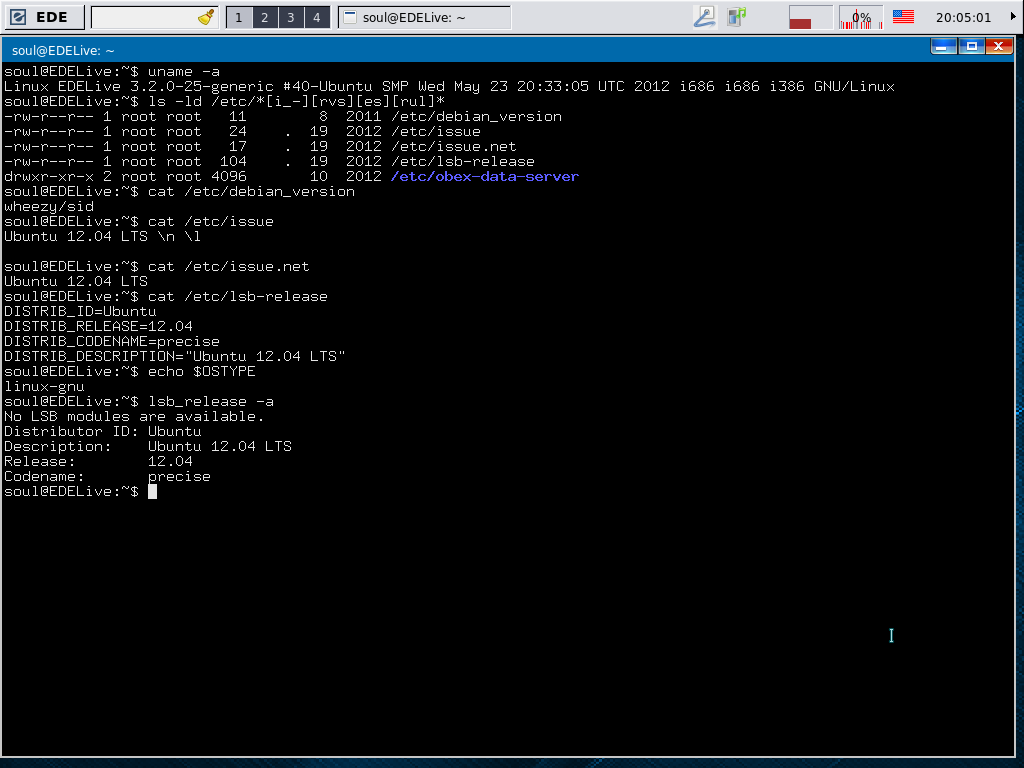 EDE 1 2 3 4 soul@EDELive: ~ 0% 20:05:01
soul@EDELive: ~
soul@EDELive:~$ uname -a
Linux EDELive 3.2.0-25-generic #40-Ubuntu SMP Wed May 23 20:33:05 UTC 2012 i686 i686 i386 GNU/Linux
soul@EDELive:~$ ls -ld /etc/*[i_-][rvs][es][rul]*
-rw-r--r-- 1 root root   11        8  2011 /etc/debian_version
-rw-r--r-- 1 root root   24    .  19  2012 /etc/issue
-rw-r--r-- 1 root root   17    .  19  2012 /etc/issue.net
-rw-r--r-- 1 root root  104    .  19  2012 /etc/lsb-release
drwxr-xr-x 2 root root 4096       10  2012 /etc/obex-data-server
soul@EDELive:~$ cat /etc/debian_version
wheezy/sid
soul@EDELive:~$ cat /etc/issue
Ubuntu 12.04 LTS \n \l
soul@EDELive:~$ cat /etc/issue.net
Ubuntu 12.04 LTS
soul@EDELive:~$ cat /etc/lsb-release
DISTRIB_ID=Ubuntu
DISTRIB_RELEASE=12.04
DISTRIB_CODENAME=precise
DISTRIB_DESCRIPTION="Ubuntu 12.04 LTS"
soul@EDELive:~$ echo $OSTYPE
linux-gnu
soul@EDELive:~$ lsb_release -a
No LSB modules are available.
Distributor ID: Ubuntu
Description:    Ubuntu 12.04 LTS
Release:        12.04
Codename:       precise
soul@EDELive:~$